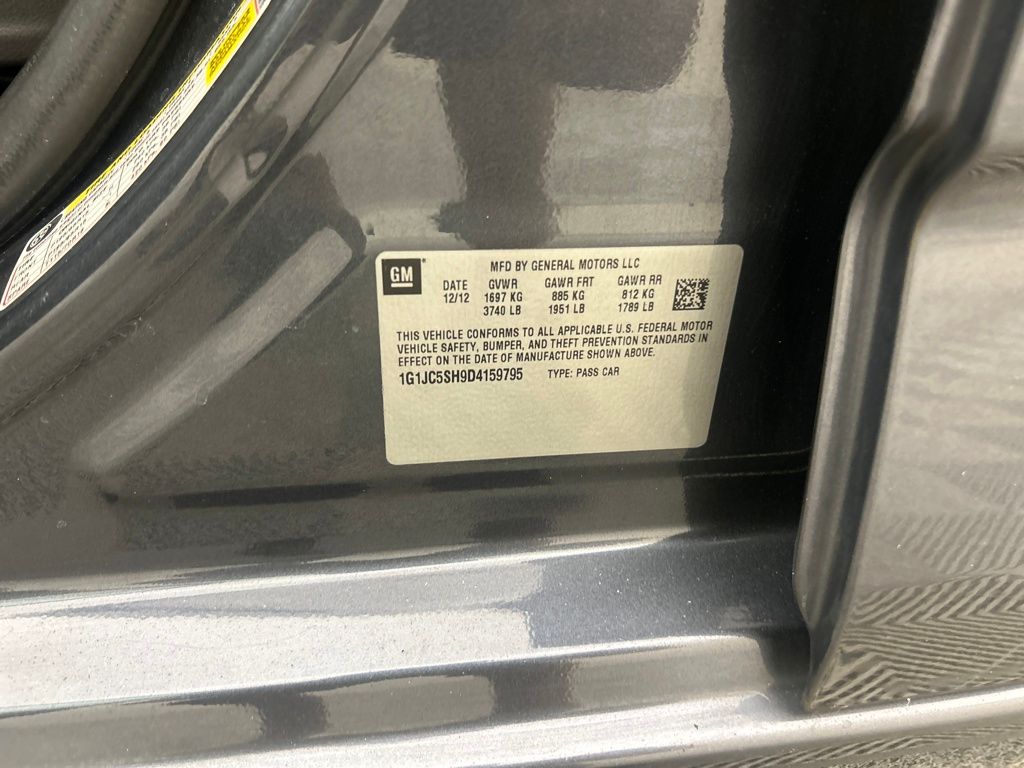 GM
MFD BY GENERAL MOTORS LLC
DATE GVWR GAWR FRT GAWR RR
12/12 1697 KG 885 KG 812 KG
3740 LB 1951 LB 1789 LB
THIS VEHICLE CONFORMS TO ALL APPLICABLE U.S. FEDERAL MOTOR
VEHICLE SAFETY, BUMPER, AND THEFT PREVENTION STANDARDS IN
EFFECT ON THE DATE OF MANUFACTURE SHOWN ABOVE.
1G1JC5SH9D4159795 TYPE: PASS CAR